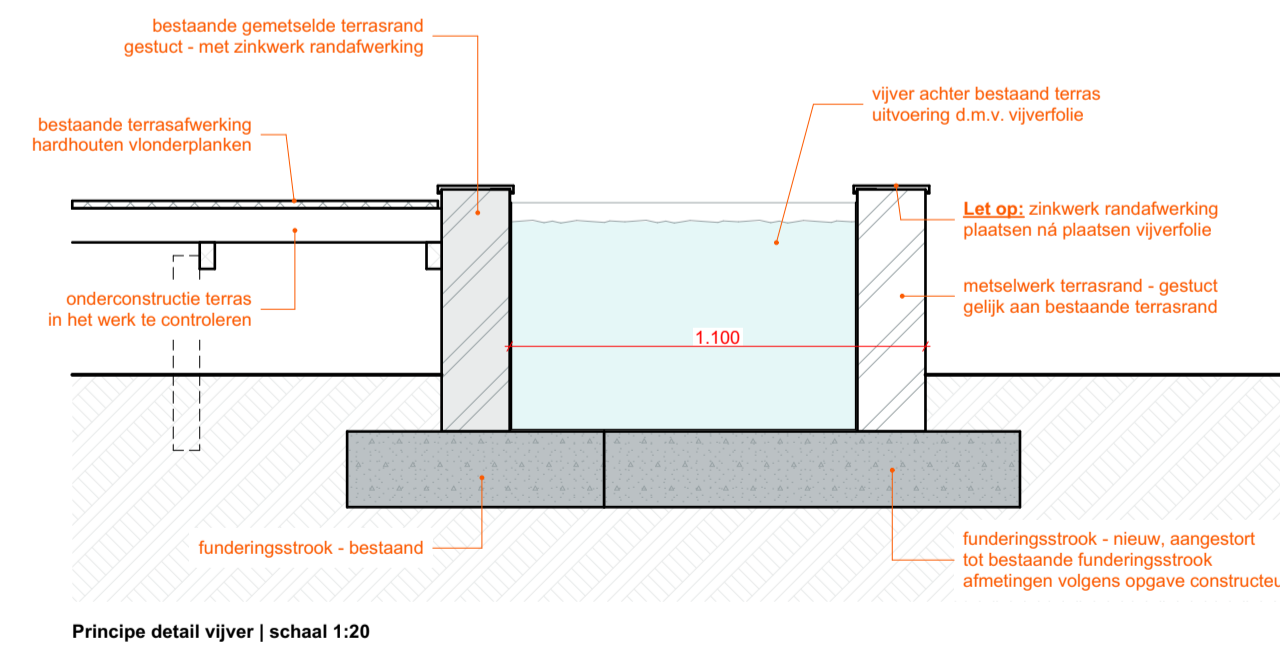 bestaande gemetselde terrasrand
gestuct - met zinkwerk randafwerking
bestaande terrasafwerking
hardhouten vlonderplanken
vijver achter bestaand terras
uitvoering d.m.v. vijverfolie
Let op: zinkwerk randafwerking
plaatsen ná plaatsen vijverfolie
onderconstructie terras
in het werk te controleren
metselwerk terrasrand - gestuct
gelijk aan bestaande terrasrand
1.100
funderingsstrook - bestaand
funderingsstrook - nieuw, aangestort
tot bestaande funderingsstrook
afmetingen volgens opgave constructeu
Principe detail vijver | schaal 1:20